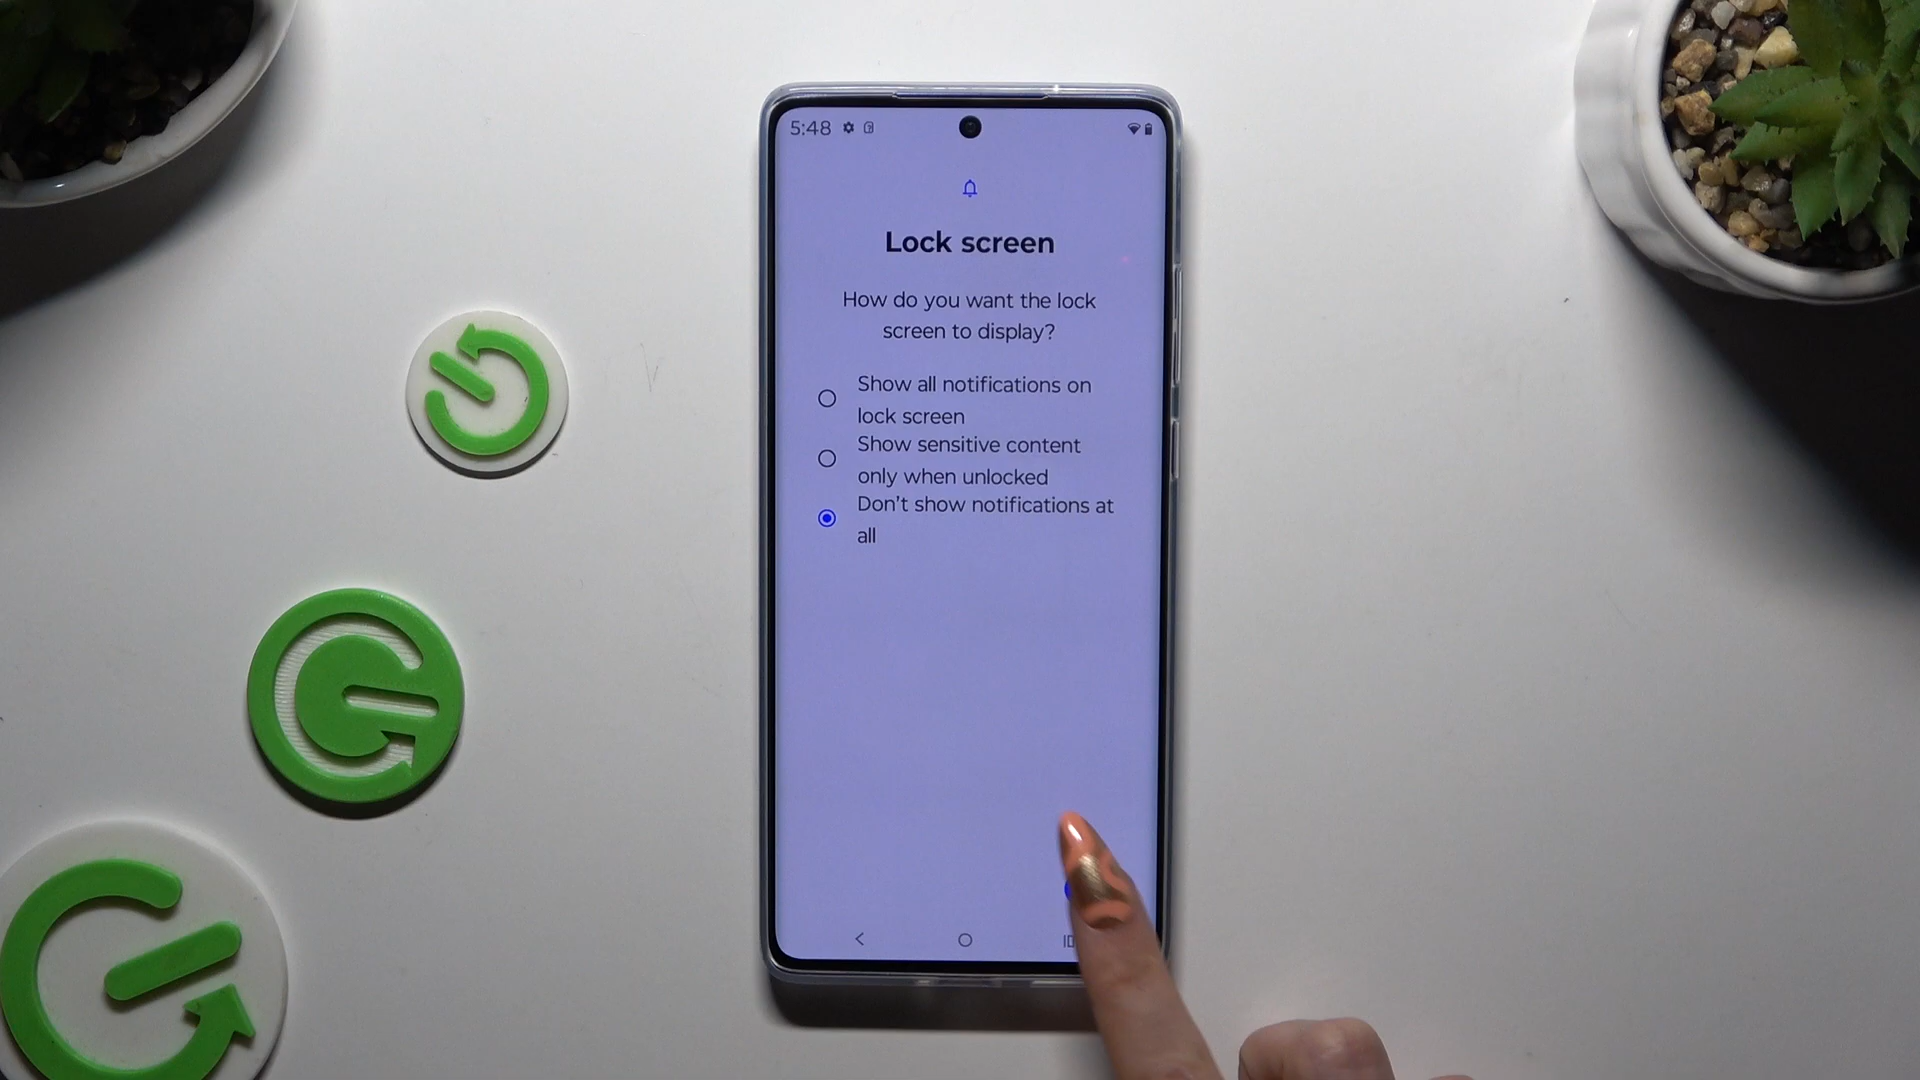 5:48
Lock screen
How do you want the lock
screen to display?
Show all notifications on
lock screen
Show sensitive content
only when unlocked
Don't show notifications at
all